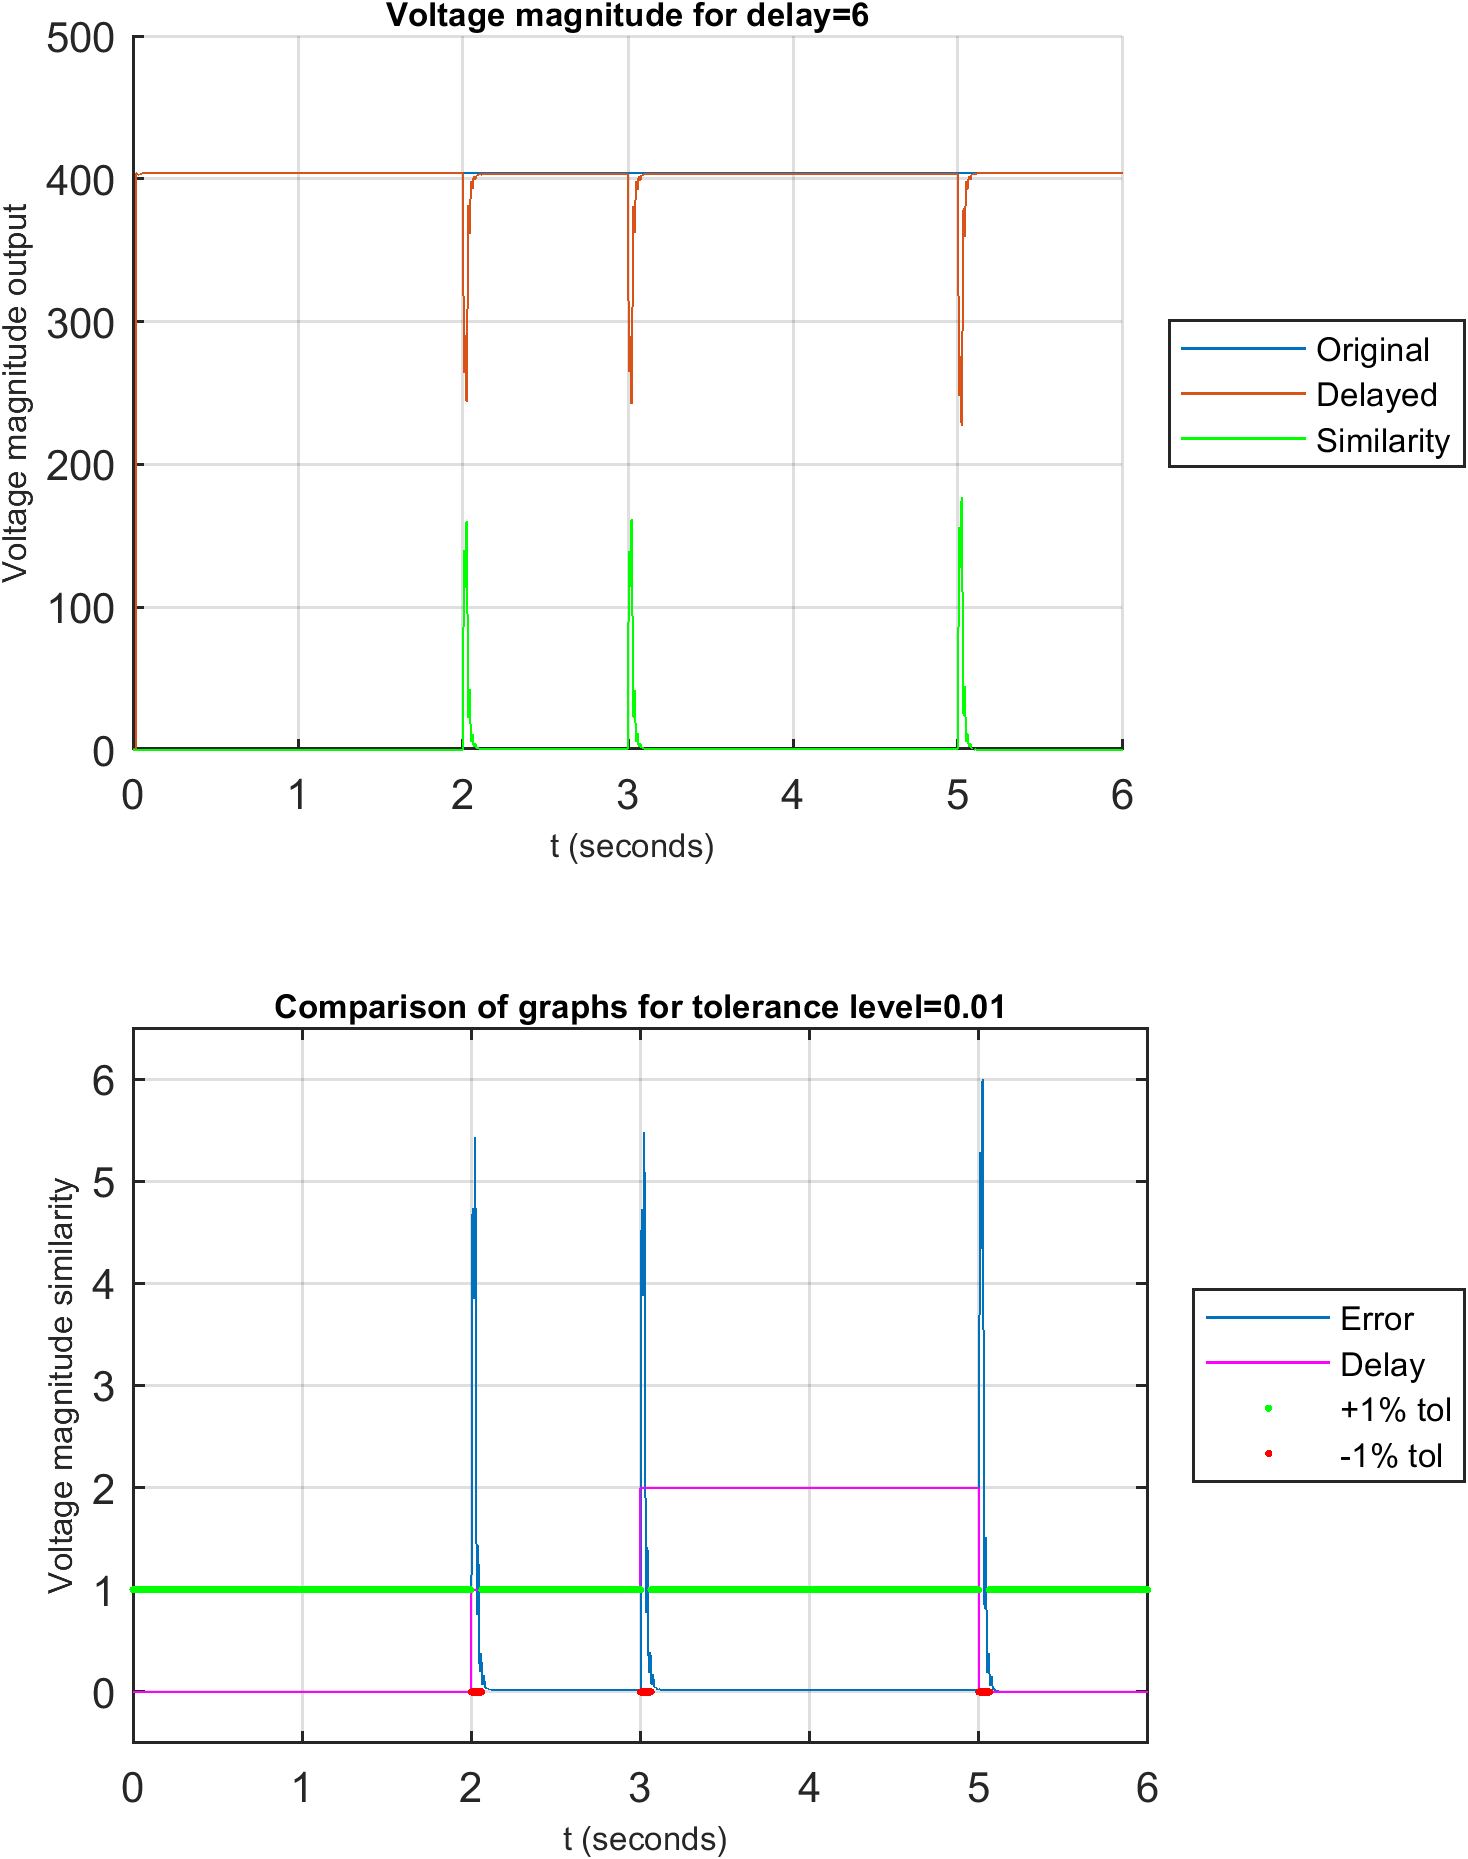 Voltage magnitude for delay=6
Voltage magnitude output
500
400
300
200
100
0
0 1 2 3 4 5 6
t (seconds)
Original
Delayed
Similarity
Comparison of graphs for tolerance level=0.01
Voltage magnitude similarity
6
5
4
3
2
1
0
0 1 2 3 4 5 6
t (seconds)
Error
Delay
+1% tol
-1% tol